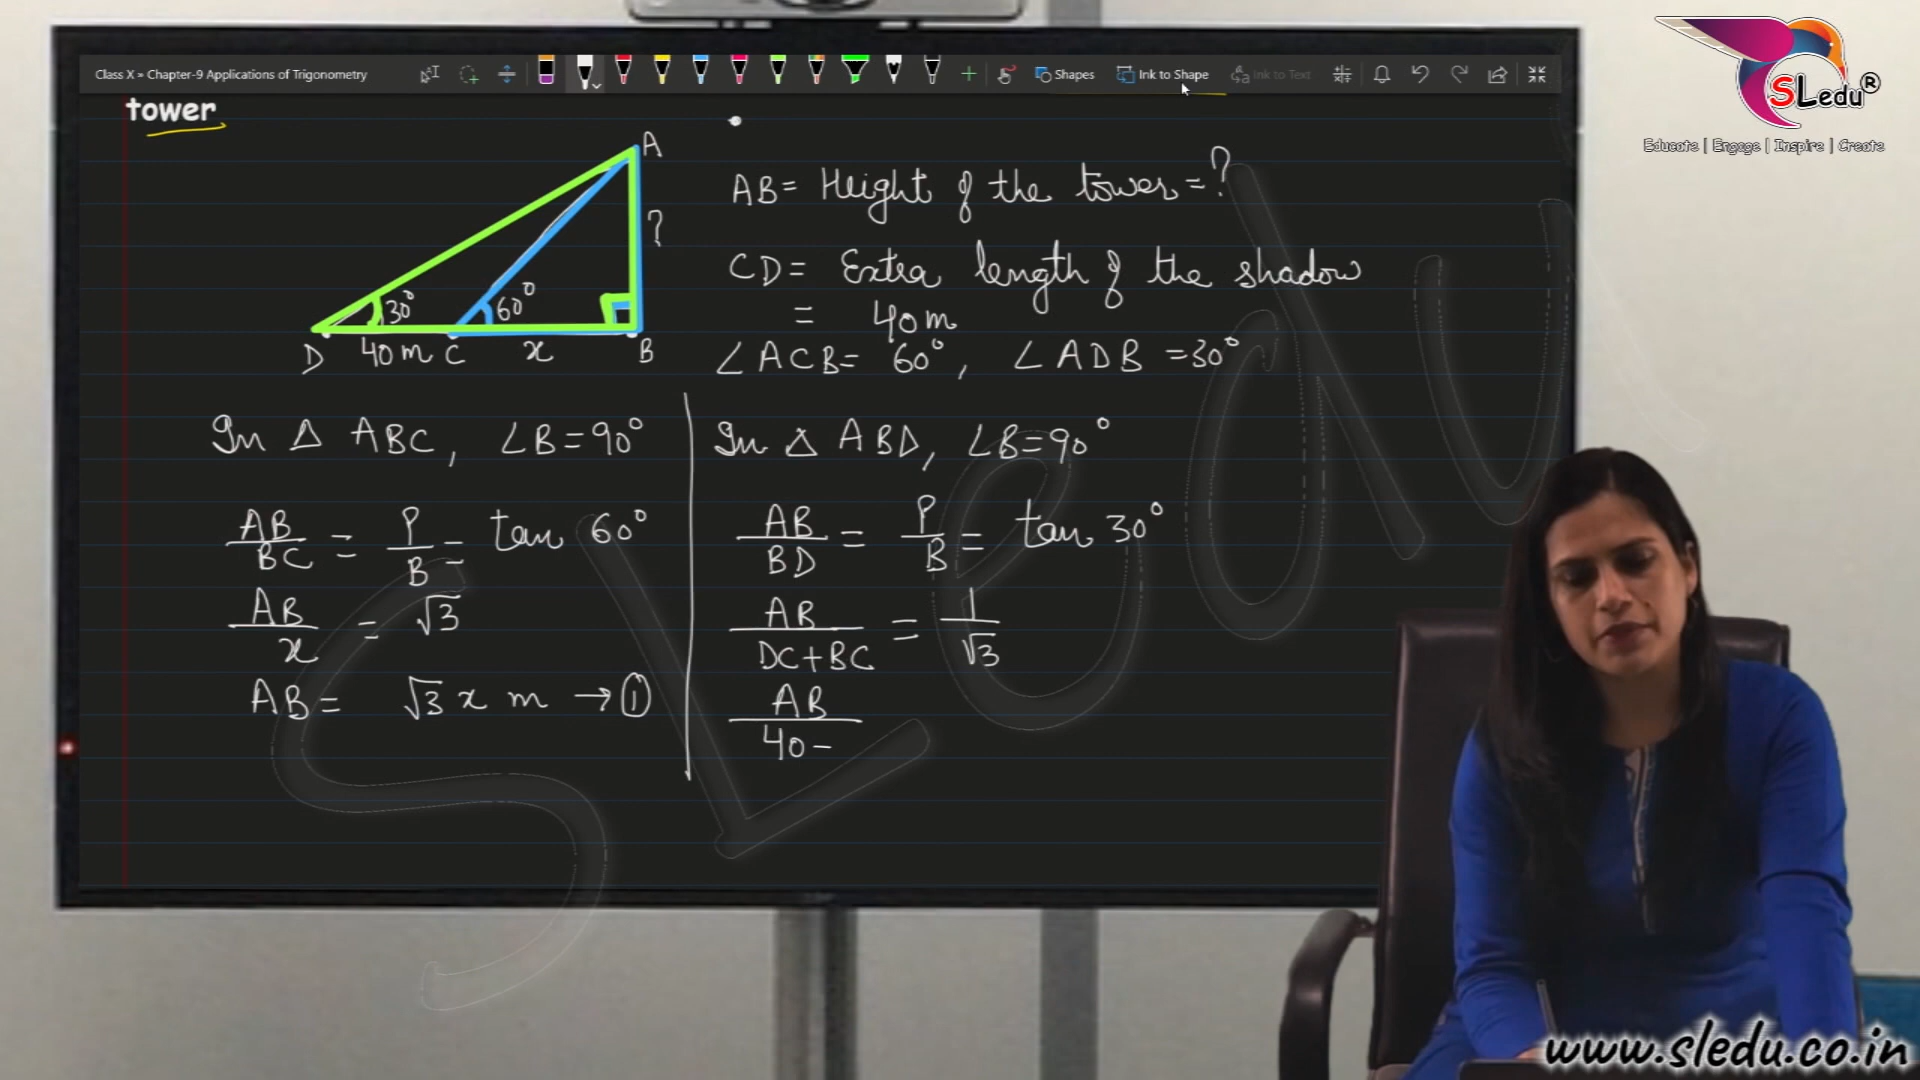 Class X » Chapter-9 Applications of Trigonometry
Shapes
Ink to Shape
Ink to Text
SLedu®
Educate | Engage | Inspire | Create
tower
A
?
30°
60°
D 40 m C x B
AB = Height of the tower = ?
CD = Extra length of the shadow
= 40 m
∠ACB = 60°, ∠ADB = 30°
In △ ABC, ∠B = 90°
AB/BC = P/B = tan 60°
AB/x = √3
AB = √3 x m → ①
In △ ABD, ∠B = 90°
AB/BD = P/B = tan 30°
AB/DC+BC = 1/√3
AB/40 -
SLedu
www.sledu.co.in